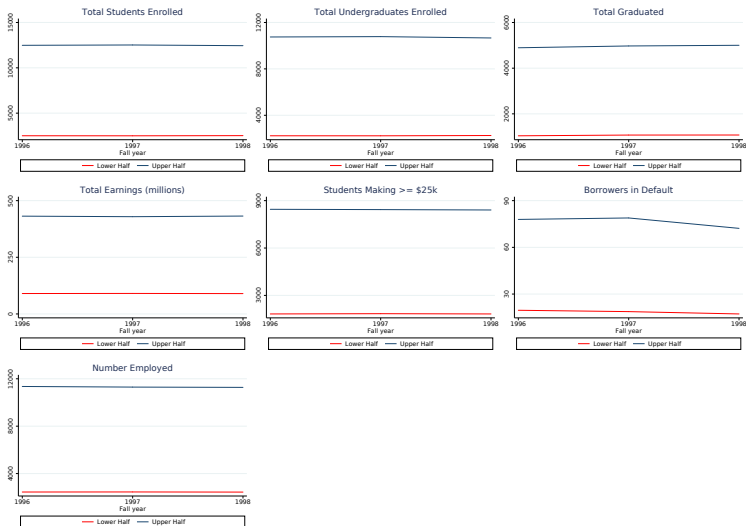 Total Students Enrolled
15000
10000
5000
1996 1997 1998
Fall year
Lower Half Upper Half
Total Undergraduates Enrolled
12000
8000
4000
1996 1997 1998
Fall year
Lower Half Upper Half
Total Graduated
6000
4000
2000
1996 1997 1998
Fall year
Lower Half Upper Half
Total Earnings (millions)
500
250
0
1996 1997 1998
Fall year
Lower Half Upper Half
Students Making >= $25k
9000
6000
3000
1996 1997 1998
Fall year
Lower Half Upper Half
Borrowers in Default
90
60
30
1996 1997 1998
Fall year
Lower Half Upper Half
Number Employed
12000
8000
4000
1996 1997 1998
Fall year
Lower Half Upper Half